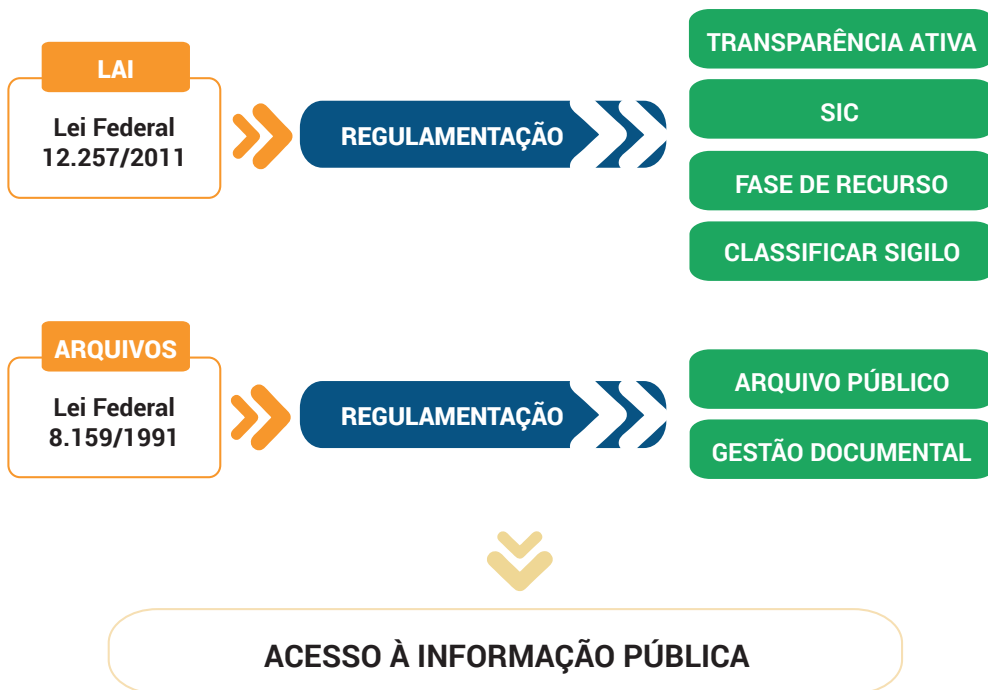 LAI
Lei Federal
12.257/2011
REGULAMENTAÇÃO
TRANSPARÊNCIA ATIVA
SIC
FASE DE RECURSO
CLASSIFICAR SIGILO
ARQUIVOS
Lei Federal
8.159/1991
REGULAMENTAÇÃO
ARQUIVO PÚBLICO
GESTÃO DOCUMENTAL
ACESSO À INFORMAÇÃO PÚBLICA